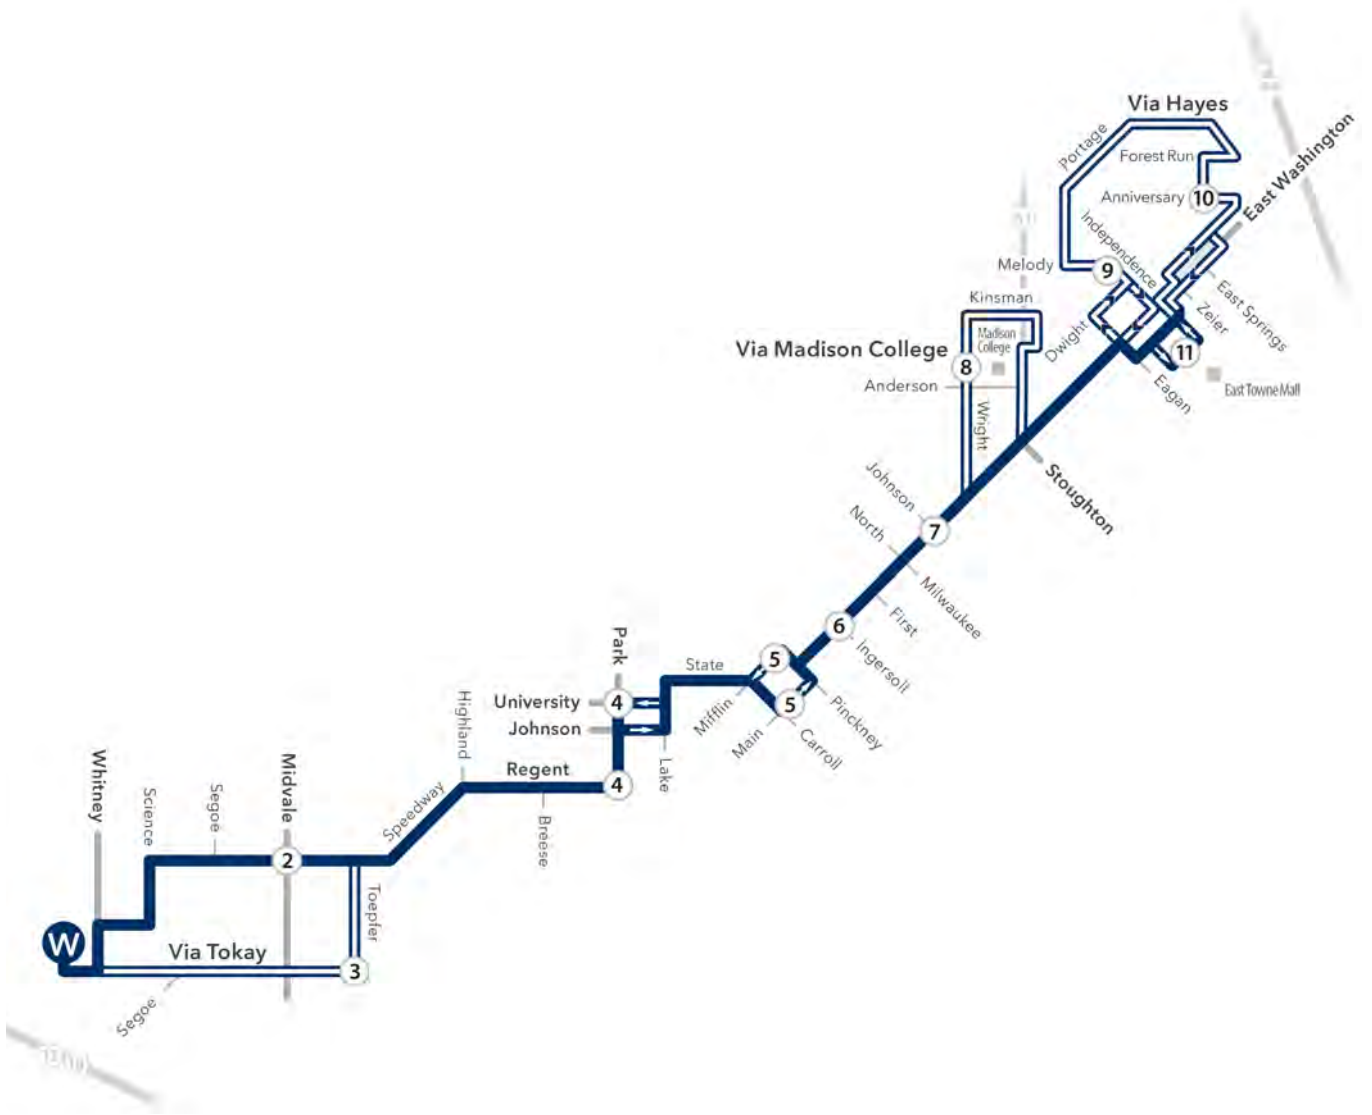 Via Hayes
Portage
Forest Run
East Washington
Anniversary
10
Independence
Melody
9
East Springs
Kinsman
Zeier
Madison
College
Dwight
Via Madison College
8
11
Anderson
Eagan
East Towne Mall
Wright
Johnson
Stoughton
North
7
Milwaukee
First
6
Ingersoll
Park
5
State
University
4
Highland
5
Pinckney
Mifflin
Johnson
Main
Carroll
Whitney
Midvale
Regent
Lake
4
Science
Segoe
Speedway
Breese
2
Toepfer
W
Via Tokay
3
Segoe